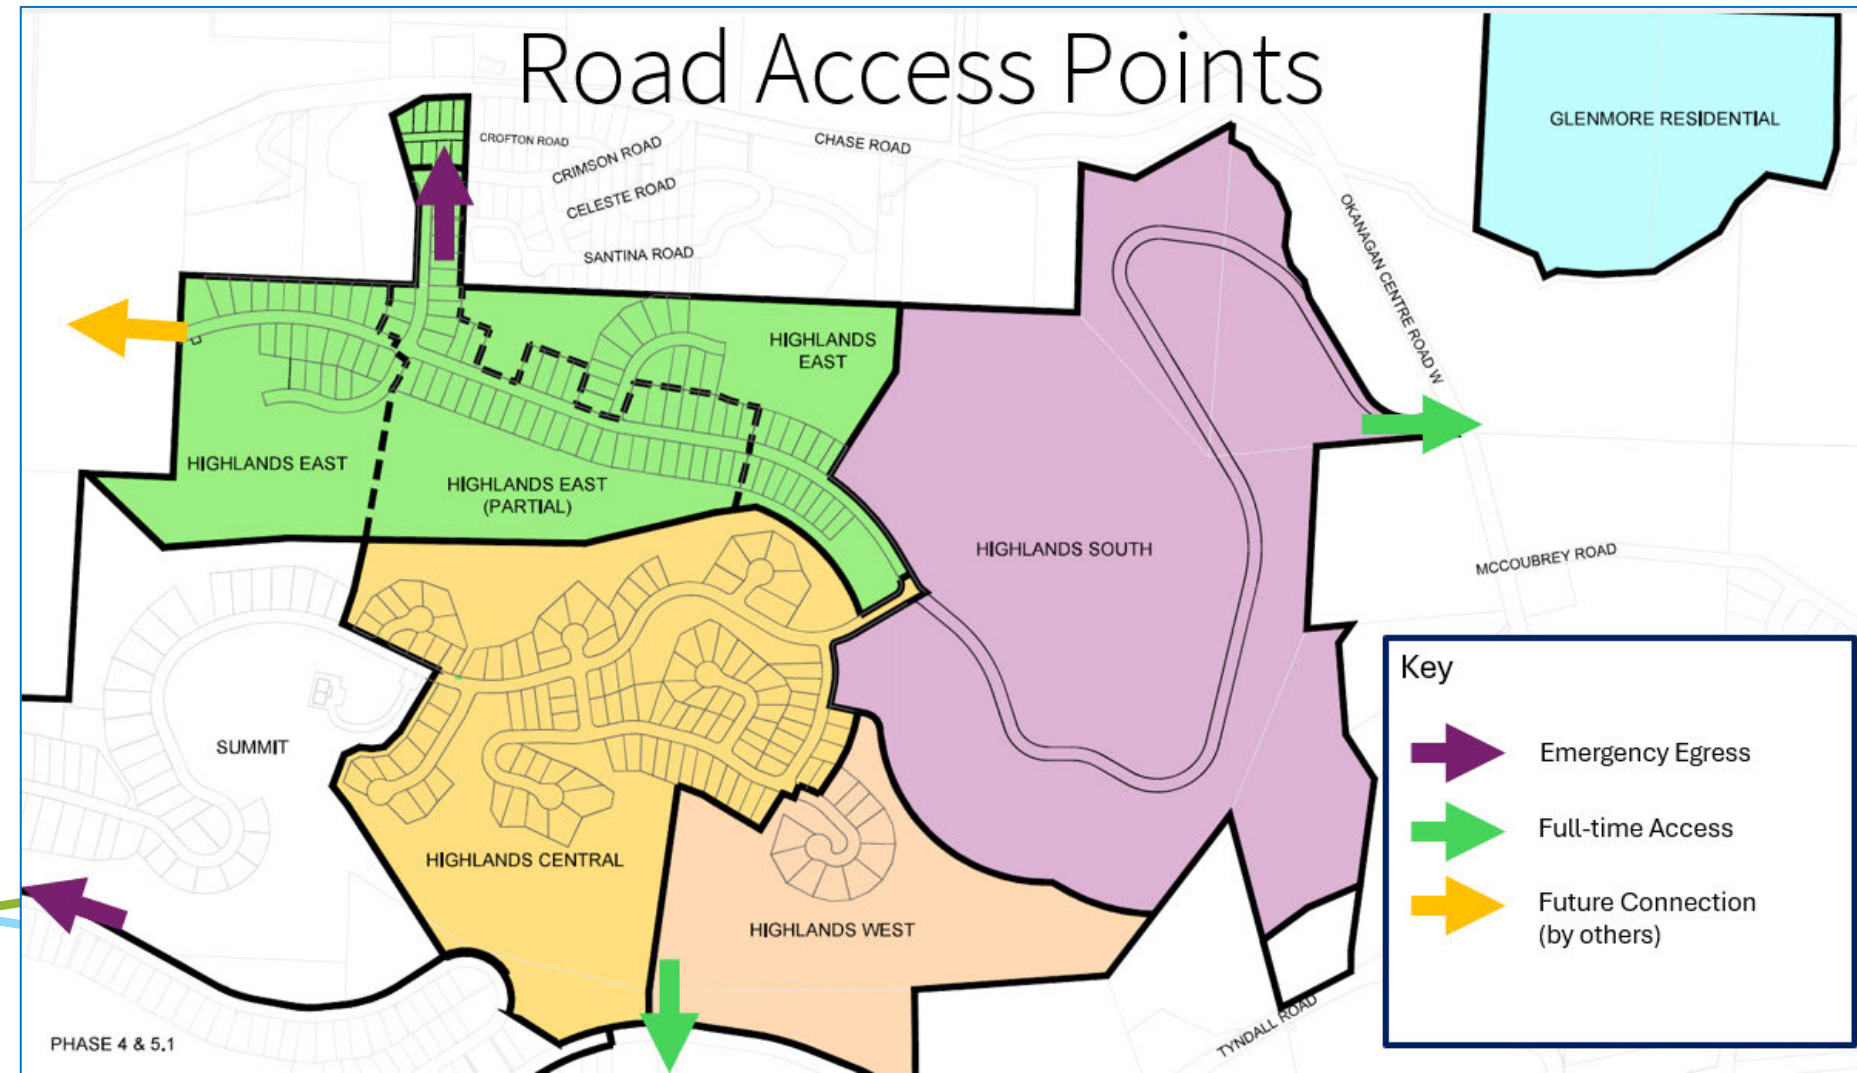 Road Access Points
GLENMORE RESIDENTIAL
CROFTON ROAD
CRIMSON ROAD
CHASE ROAD
CELESTE ROAD
SANTINA ROAD
OKANAGAN CENTRE ROAD W
HIGHLANDS
EAST
HIGHLANDS EAST
HIGHLANDS EAST
(PARTIAL)
HIGHLANDS SOUTH
MCCOUBREY ROAD
SUMMIT
HIGHLANDS CENTRAL
HIGHLANDS WEST
PHASE 4 & 5.1
TYNDALL ROAD
Key
Emergency Egress
Full-time Access
Future Connection
(by others)